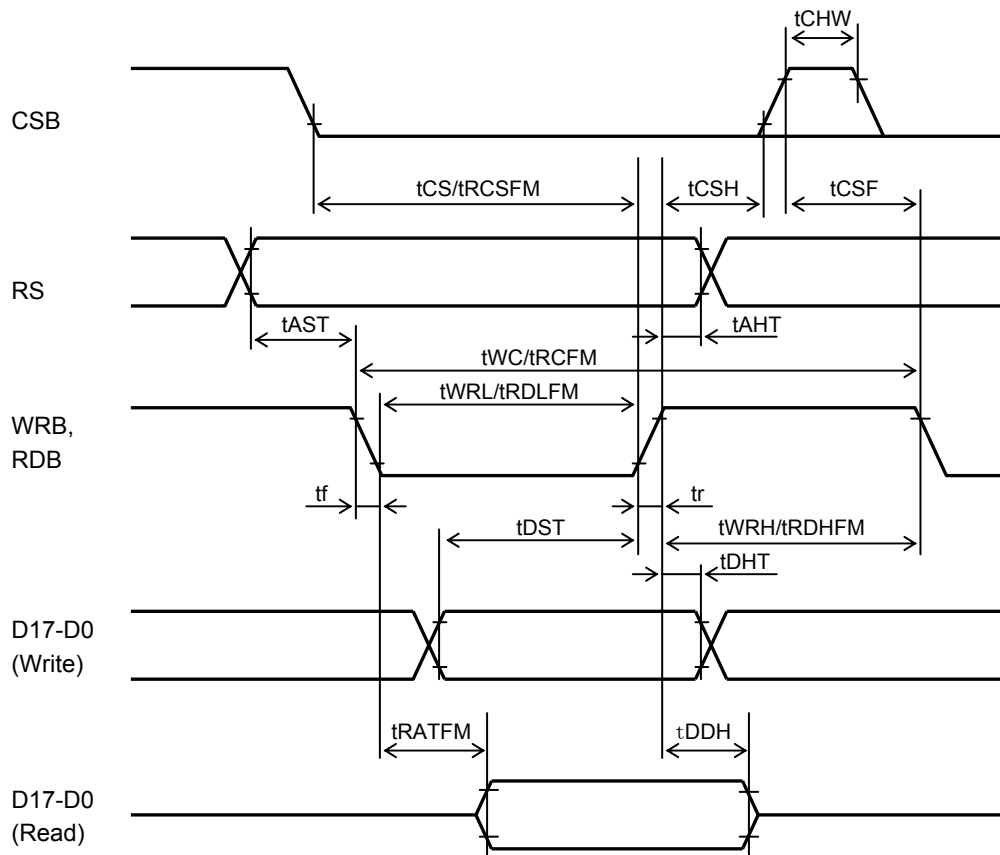 tCHW
CSB
tCS/tRCSFM
tCSH
tCSF
RS
tAST
tAHT
tWC/tRCFM
tWRL/tRDLFM
WRB,
RDB
tf
tr
tDST
tWRH/tRDHFM
tDHT
D17-D0
(Write)
tRATFM
tDDH
D17-D0
(Read)